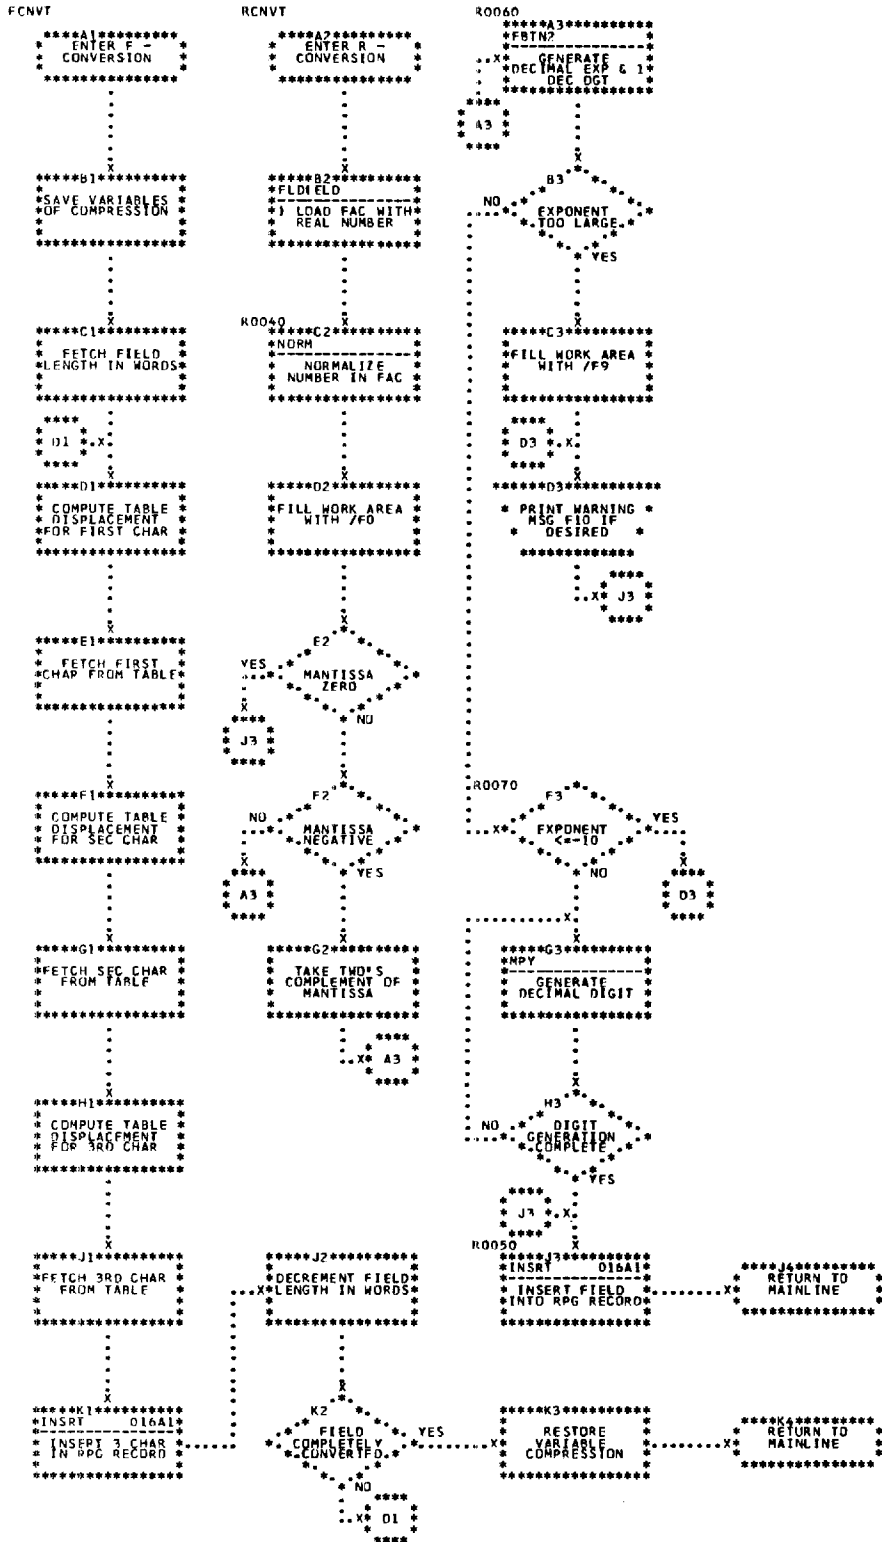 FCNVT
A1
ENTER F -
CONVERSION
B1
SAVE VARIABLES
OF COMPRESSION
C1
FETCH FIELD
LENGTH IN WORDS
D1
D1
COMPUTE TABLE
DISPLACEMENT
FOR FIRST CHAR
E1
FETCH FIRST
CHAR FROM TABLE
F1
COMPUTE TABLE
DISPLACEMENT
FOR SEC CHAR
G1
FETCH SEC CHAR
FROM TABLE
H1
COMPUTE TABLE
DISPLACEMENT
FOR 3RD CHAR
J1
FETCH 3RD CHAR
FROM TABLE
K1
INSRT 016A1
INSERT 3 CHAR
IN RPG RECORD
RCNVT
A2
ENTER R -
CONVERSION
B2
FLDIELD
LOAD FAC WITH
REAL NUMBER
R0040
C2
NORM
NORMALIZE
NUMBER IN FAC
D2
FILL WORK AREA
WITH /F0
E2
MANTISSA
ZERO
YES
NO
J3
F2
MANTISSA
NEGATIVE
NO
YES
A3
G2
TAKE TWO'S
COMPLEMENT OF
MANTISSA
A3
J2
DECREMENT FIELD
LENGTH IN WORDS
K2
FIELD
COMPLETELY
CONVERTED
YES
NO
D1
R0060
A3
FBTN2
GENERATE
DECIMAL EXP & 1
DEC DGT
A3
B3
EXPONENT
TOO LARGE
NO
YES
C3
FILL WORK AREA
WITH /F9
D3
D3
PRINT WARNING
MSG F10 IF
DESIRED
J3
R0070
F3
EXPONENT
<=-10
YES
NO
D3
G3
MPY
GENERATE
DECIMAL DIGIT
H3
DIGIT
GENERATION
COMPLETE
NO
YES
J3
R0050
J3
INSRT 016A1
INSERT FIELD
INTO RPG RECORD
J4
RETURN TO
MAINLINE
K3
RESTORE
VARIABLE
COMPRESSION
K4
RETURN TO
MAINLINE